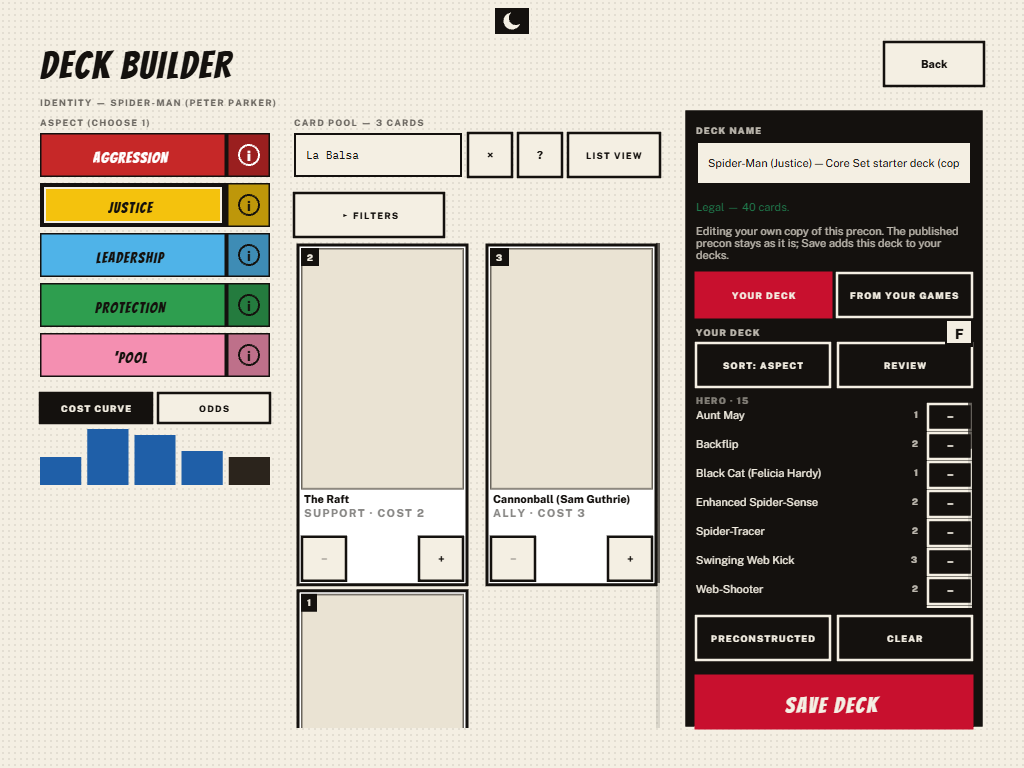 DECK BUILDER
Back
IDENTITY — SPIDER-MAN (PETER PARKER)
ASPECT (CHOOSE 1)
AGGRESSION
i
JUSTICE
i
LEADERSHIP
i
PROTECTION
i
'POOL
i
COST CURVE
ODDS
CARD POOL — 3 CARDS
La Balsa
×
?
LIST VIEW
▸ FILTERS
2
The Raft
SUPPORT · COST 2
−
+
3
Cannonball (Sam Guthrie)
ALLY · COST 3
−
+
1
DECK NAME
Spider-Man (Justice) — Core Set starter deck (cop
Legal — 40 cards.
Editing your own copy of this precon. The published
precon stays as it is; Save adds this deck to your
decks.
YOUR DECK
FROM YOUR GAMES
YOUR DECK
F
SORT: ASPECT
REVIEW
HERO · 15
Aunt May 1 −
Backflip 2 −
Black Cat (Felicia Hardy) 1 −
Enhanced Spider-Sense 2 −
Spider-Tracer 2 −
Swinging Web Kick 3 −
Web-Shooter 2 −
PRECONSTRUCTED
CLEAR
SAVE DECK